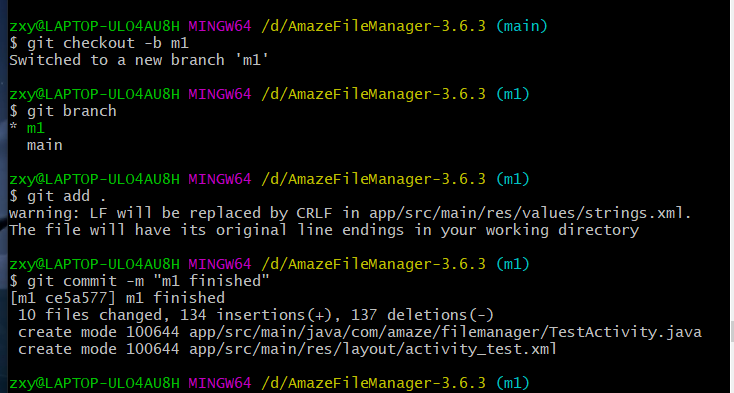 zxy@LAPTOP-ULO4AU8H MINGW64 /d/AmazeFileManager-3.6.3 (main)
$ git checkout -b m1
Switched to a new branch 'm1'
zxy@LAPTOP-ULO4AU8H MINGW64 /d/AmazeFileManager-3.6.3 (m1)
$ git branch
* m1
  main
zxy@LAPTOP-ULO4AU8H MINGW64 /d/AmazeFileManager-3.6.3 (m1)
$ git add .
warning: LF will be replaced by CRLF in app/src/main/res/values/strings.xml.
The file will have its original line endings in your working directory
zxy@LAPTOP-ULO4AU8H MINGW64 /d/AmazeFileManager-3.6.3 (m1)
$ git commit -m "m1 finished"
[m1 ce5a577] m1 finished
 10 files changed, 134 insertions(+), 137 deletions(-)
 create mode 100644 app/src/main/java/com/amaze/filemanager/TestActivity.java
 create mode 100644 app/src/main/res/layout/activity_test.xml
zxy@LAPTOP-ULO4AU8H MINGW64 /d/AmazeFileManager-3.6.3 (m1)